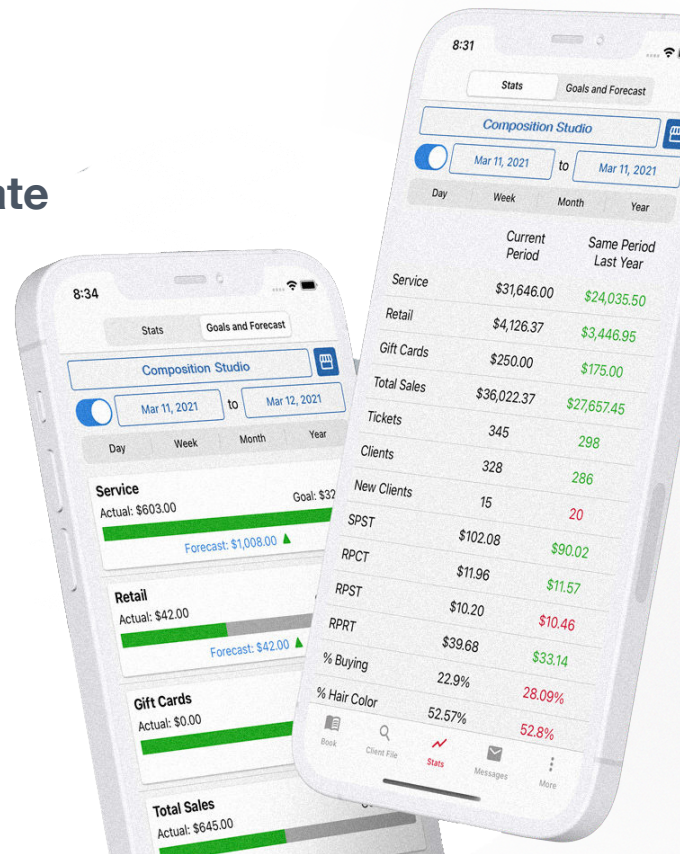 8:31
Stats Goals and Forecast
Composition Studio
Mar 11, 2021 to Mar 11, 2021
Day Week Month Year
Current Period Same Period Last Year
Service $31,646.00 $24,035.50
Retail $4,126.37 $3,446.95
Gift Cards $250.00 $175.00
Total Sales $36,022.37 $27,657.45
Tickets 345 298
Clients 328 286
New Clients 15 20
SPST $102.08 $90.02
RPCT $11.96 $11.57
RPST $10.20 $10.46
RPRT $39.68 $33.14
% Buying 22.9% 28.09%
% Hair Color 52.57% 52.8%
Book Client File Stats Messages More
8:34
Stats Goals and Forecast
Composition Studio
Mar 11, 2021 to Mar 12, 2021
Day Week Month Year
Service
Actual: $603.00 Goal: $32
Forecast: $1,008.00
Retail
Actual: $42.00
Forecast: $42.00
Gift Cards
Actual: $0.00
Total Sales
Actual: $645.00